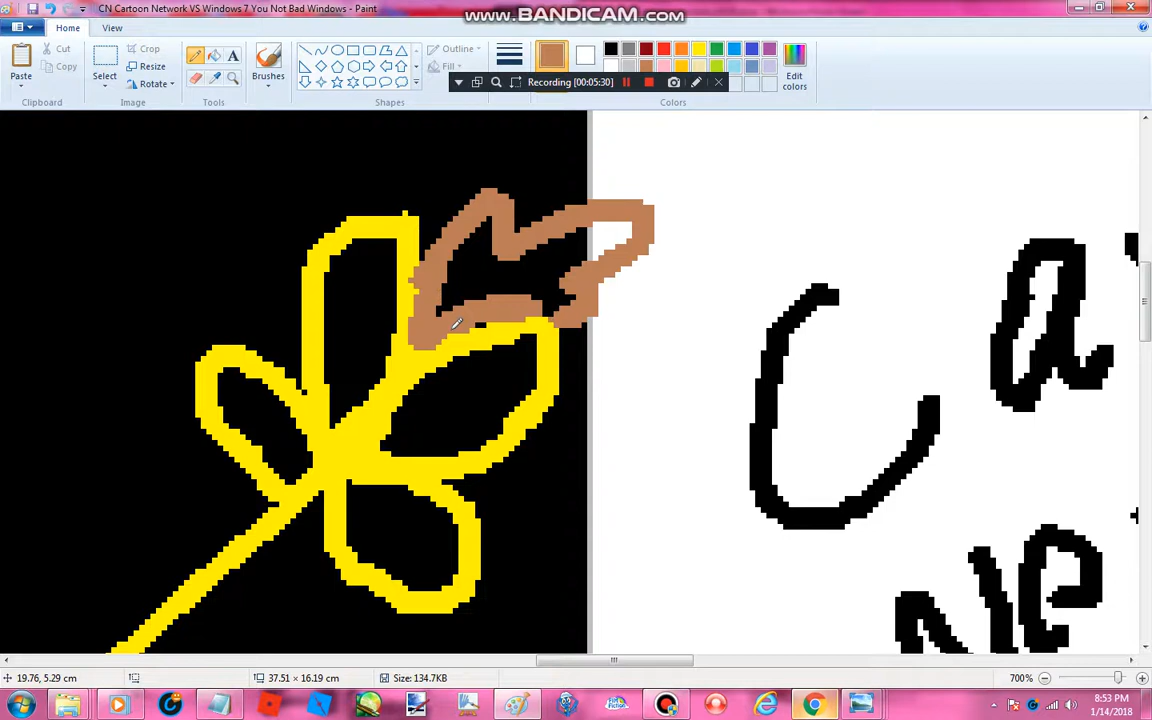 CN Cartoon Network VS Windows 7 You Not Bad Windows - Paint
www.BANDICAM.com
Home View
Paste Cut Copy Select Crop Resize Rotate A Brushes Outline Fill Edit colors
Recording [00:05:30]
Clipboard Image Tools Shapes Colors
Ca
Ne
19.76, 5.29 cm 37.51 × 16.19 cm Size: 134.7KB 700%
8:53 PM
1/14/2018